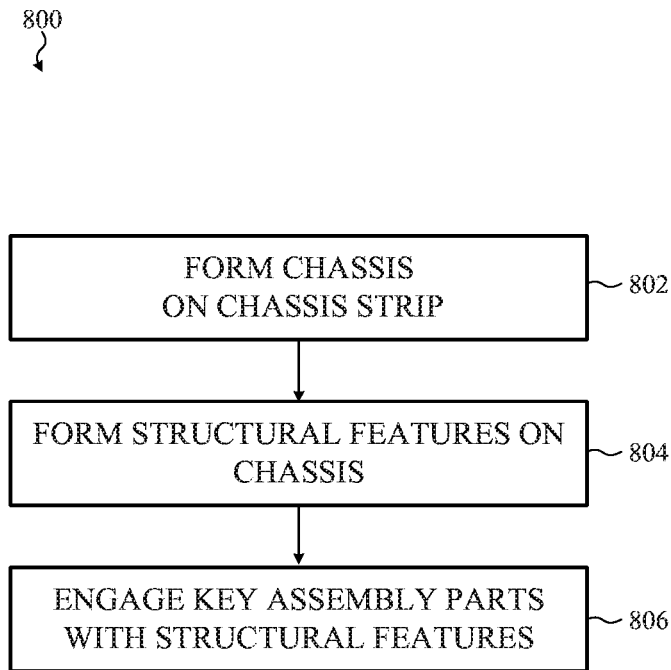 800
FORM CHASSIS
ON CHASSIS STRIP
802
FORM STRUCTURAL FEATURES ON
CHASSIS
804
ENGAGE KEY ASSEMBLY PARTS
WITH STRUCTURAL FEATURES
806